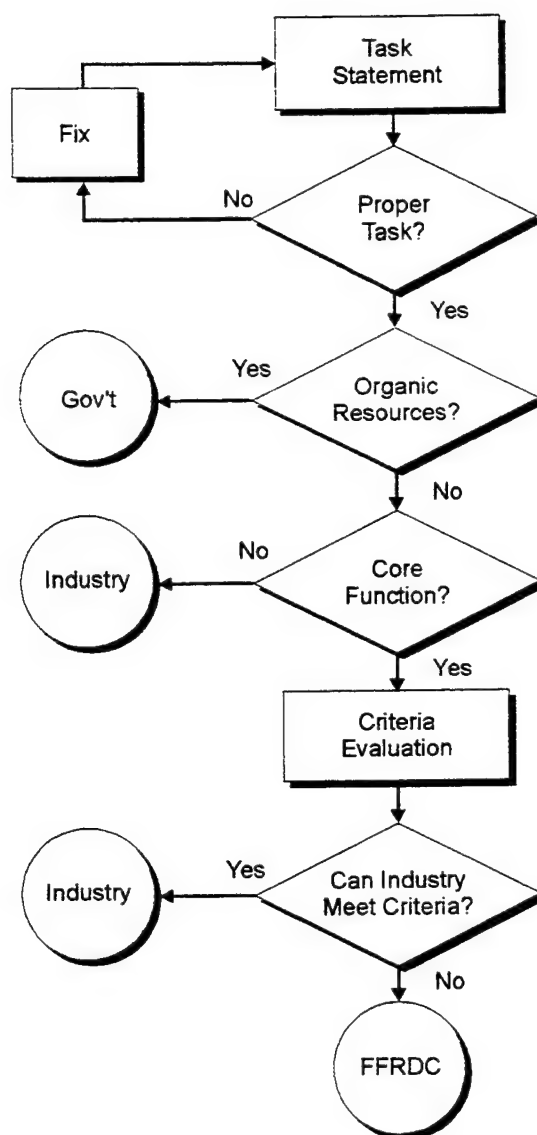 Task
Statement
Fix
No
Proper
Task?
Yes
Yes
Gov't
Organic
Resources?
No
No
Industry
Core
Function?
Yes
Criteria
Evaluation
Yes
Industry
Can Industry
Meet Criteria?
No
FFRDC